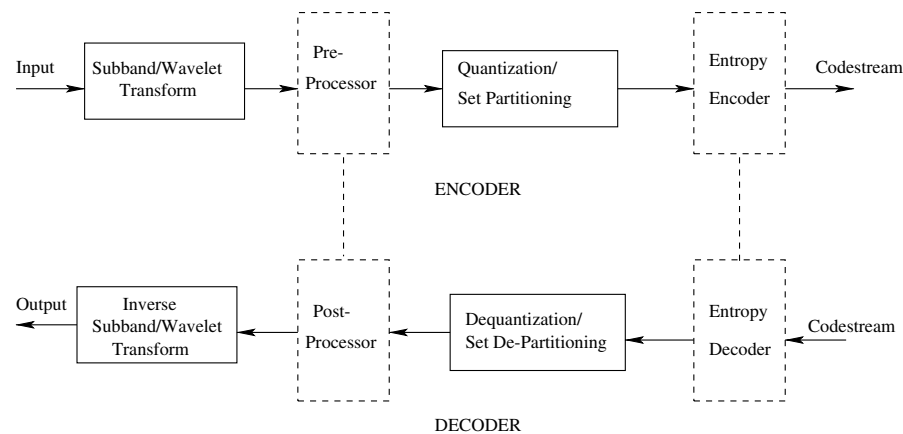 Input
Subband/Wavelet
Transform
Pre-
Processor
Quantization/
Set Partitioning
Entropy
Encoder
Codestream
ENCODER
Output
Inverse
Subband/Wavelet
Transform
Post-
Processor
Dequantization/
Set De-Partitioning
Entropy
Decoder
Codestream
DECODER